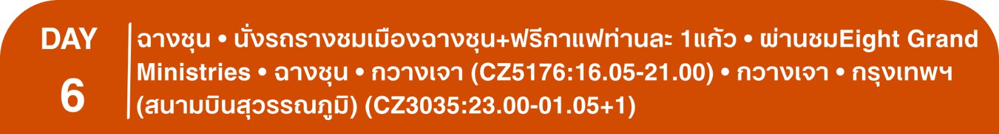 DAY
6
ฉางชุน • นั่งรถรางชมเมืองฉางชุน+ฟรีกาแฟท่านละ 1แก้ว • ผ่านชมEight Grand
Ministries • ฉางชุน • กวางเจา (CZ5176:16.05-21.00) • กวางเจา • กรุงเทพฯ
(สนามบินสุวรรณภูมิ) (CZ3035:23.00-01.05+1)